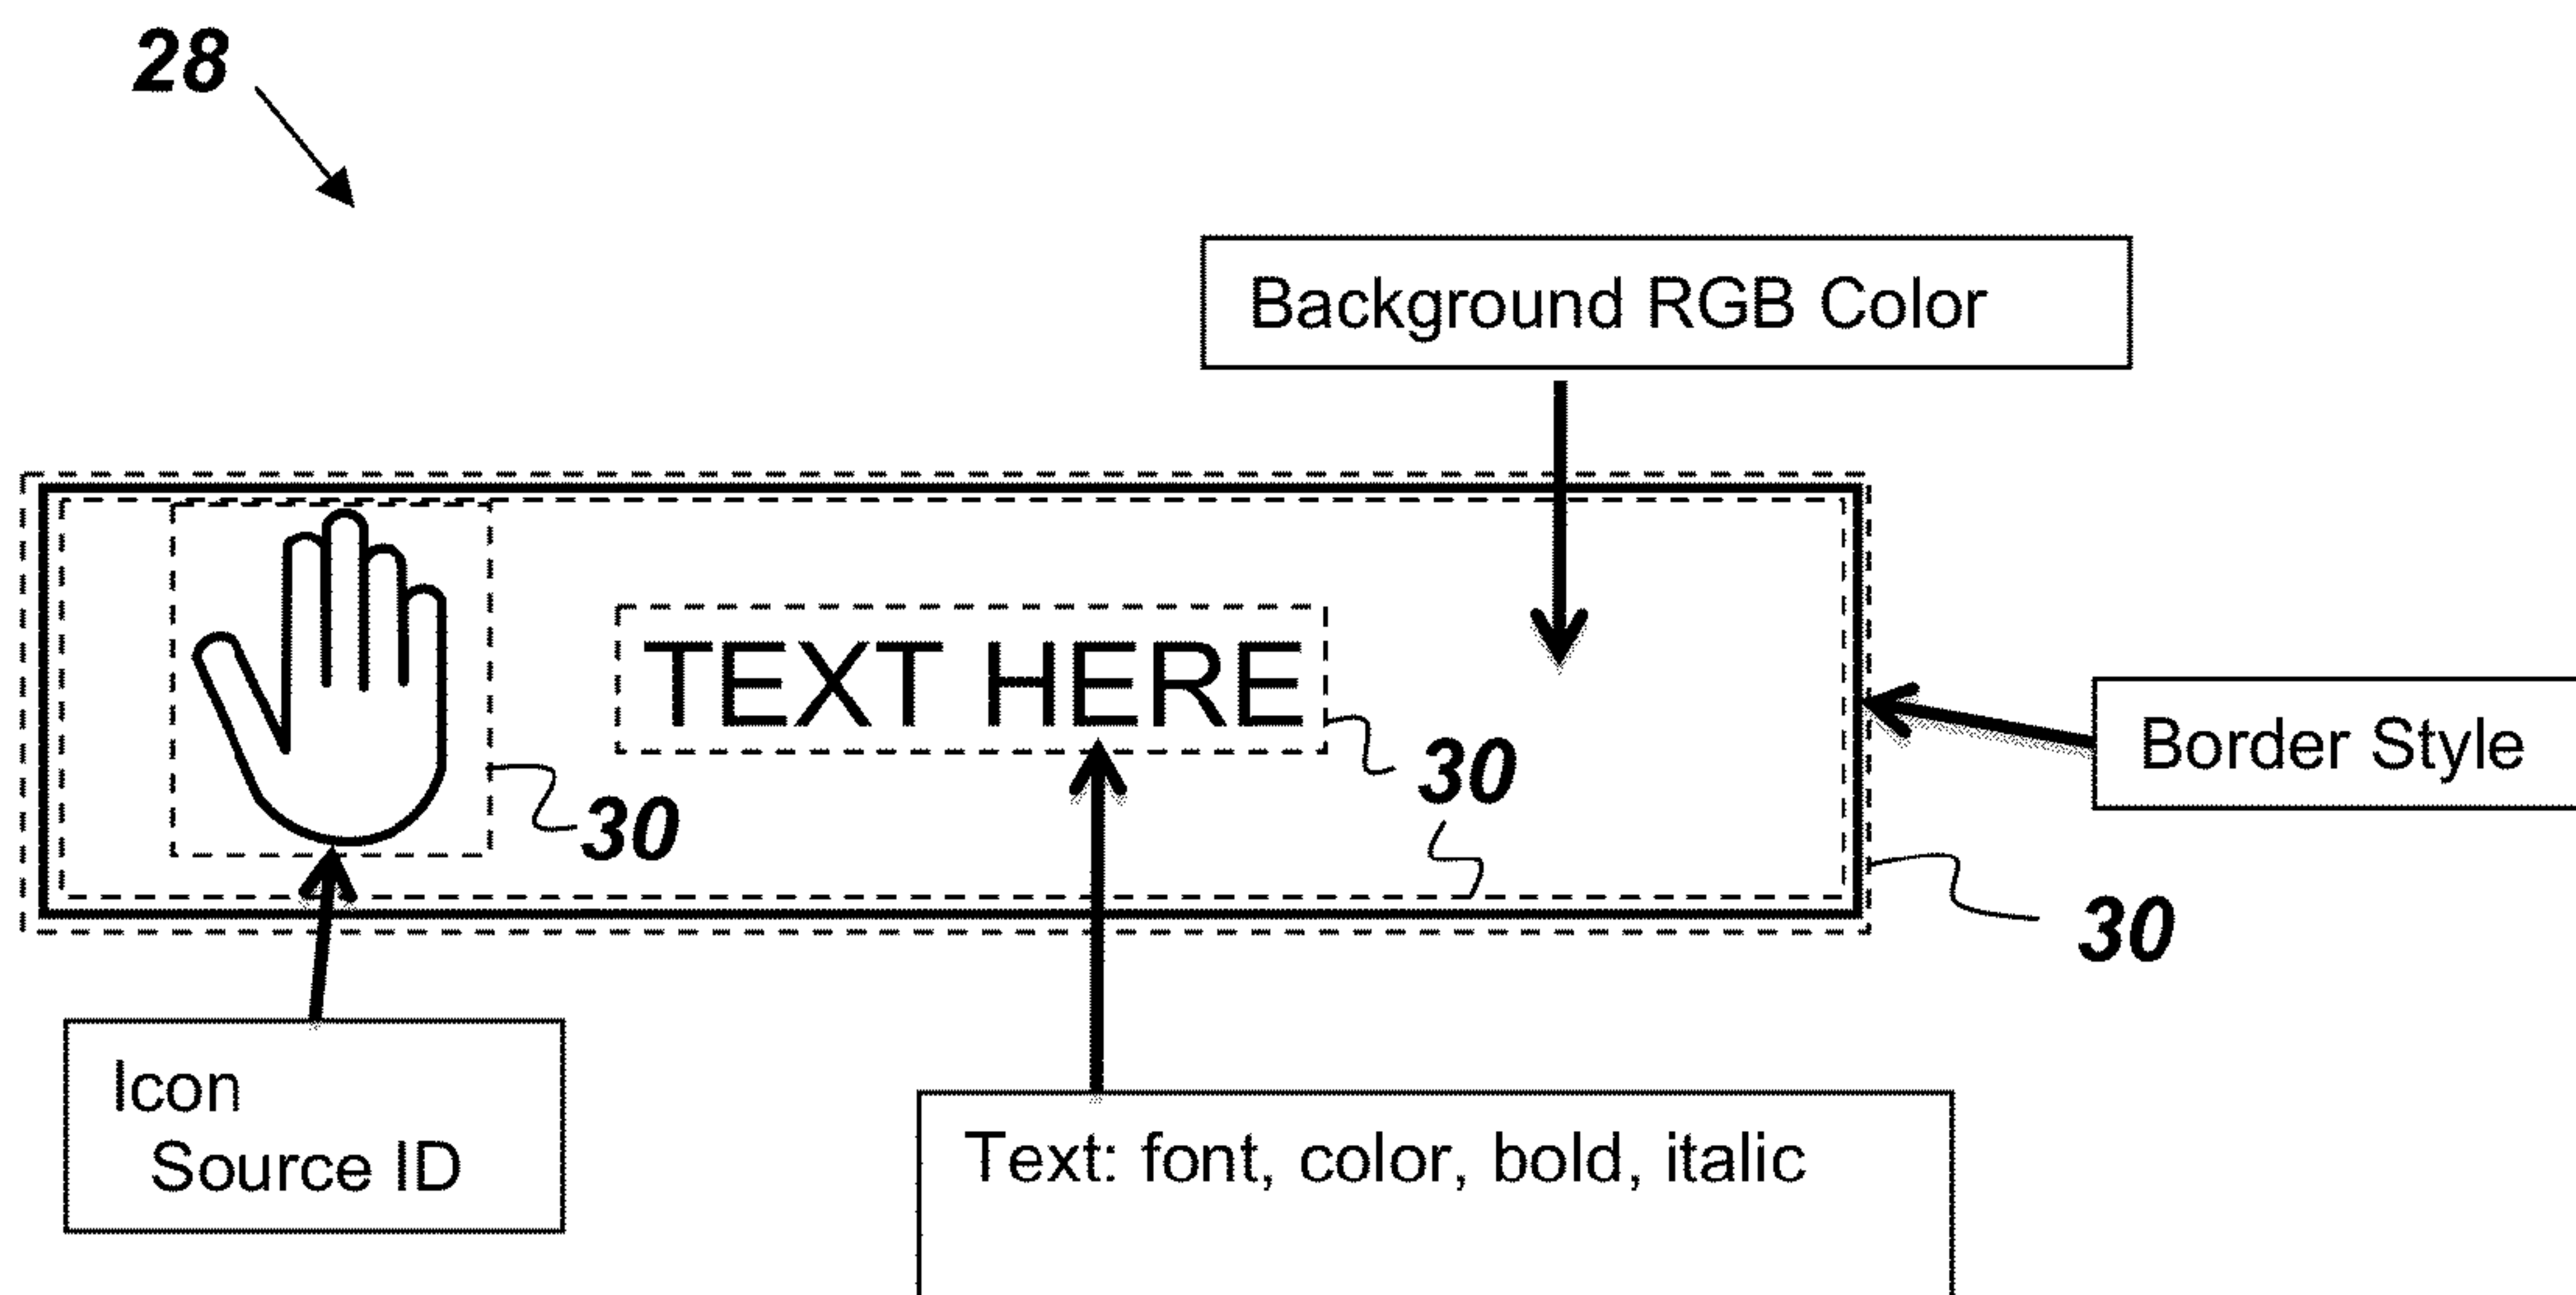 28
Background RGB Color
TEXT HERE
30
Border Style
30
30
Icon
Source ID
Text: font, color, bold, italic